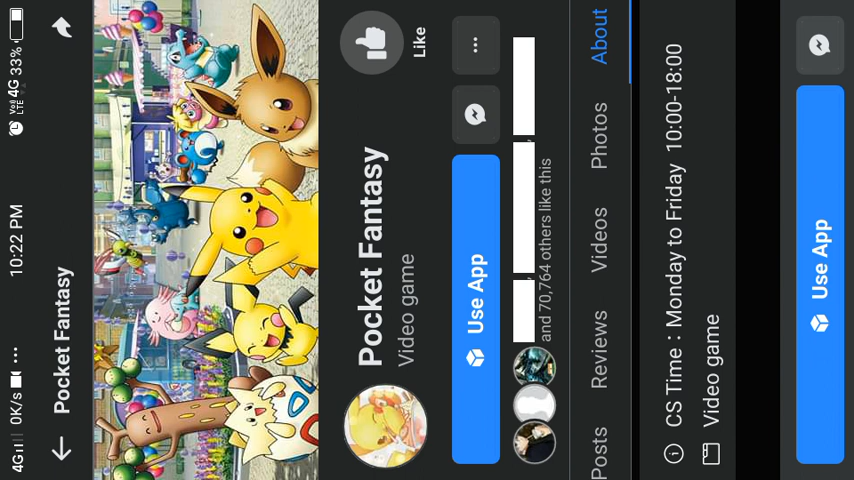 4G 0K/s ... 10:22 PM Vo) 4G LTE 33%
Pocket Fantasy
Pocket Fantasy
Video game
Like
Use App
and 70,764 others like this
Posts Reviews Videos Photos About
CS Time : Monday to Friday 10:00-18:00
Video game
Use App